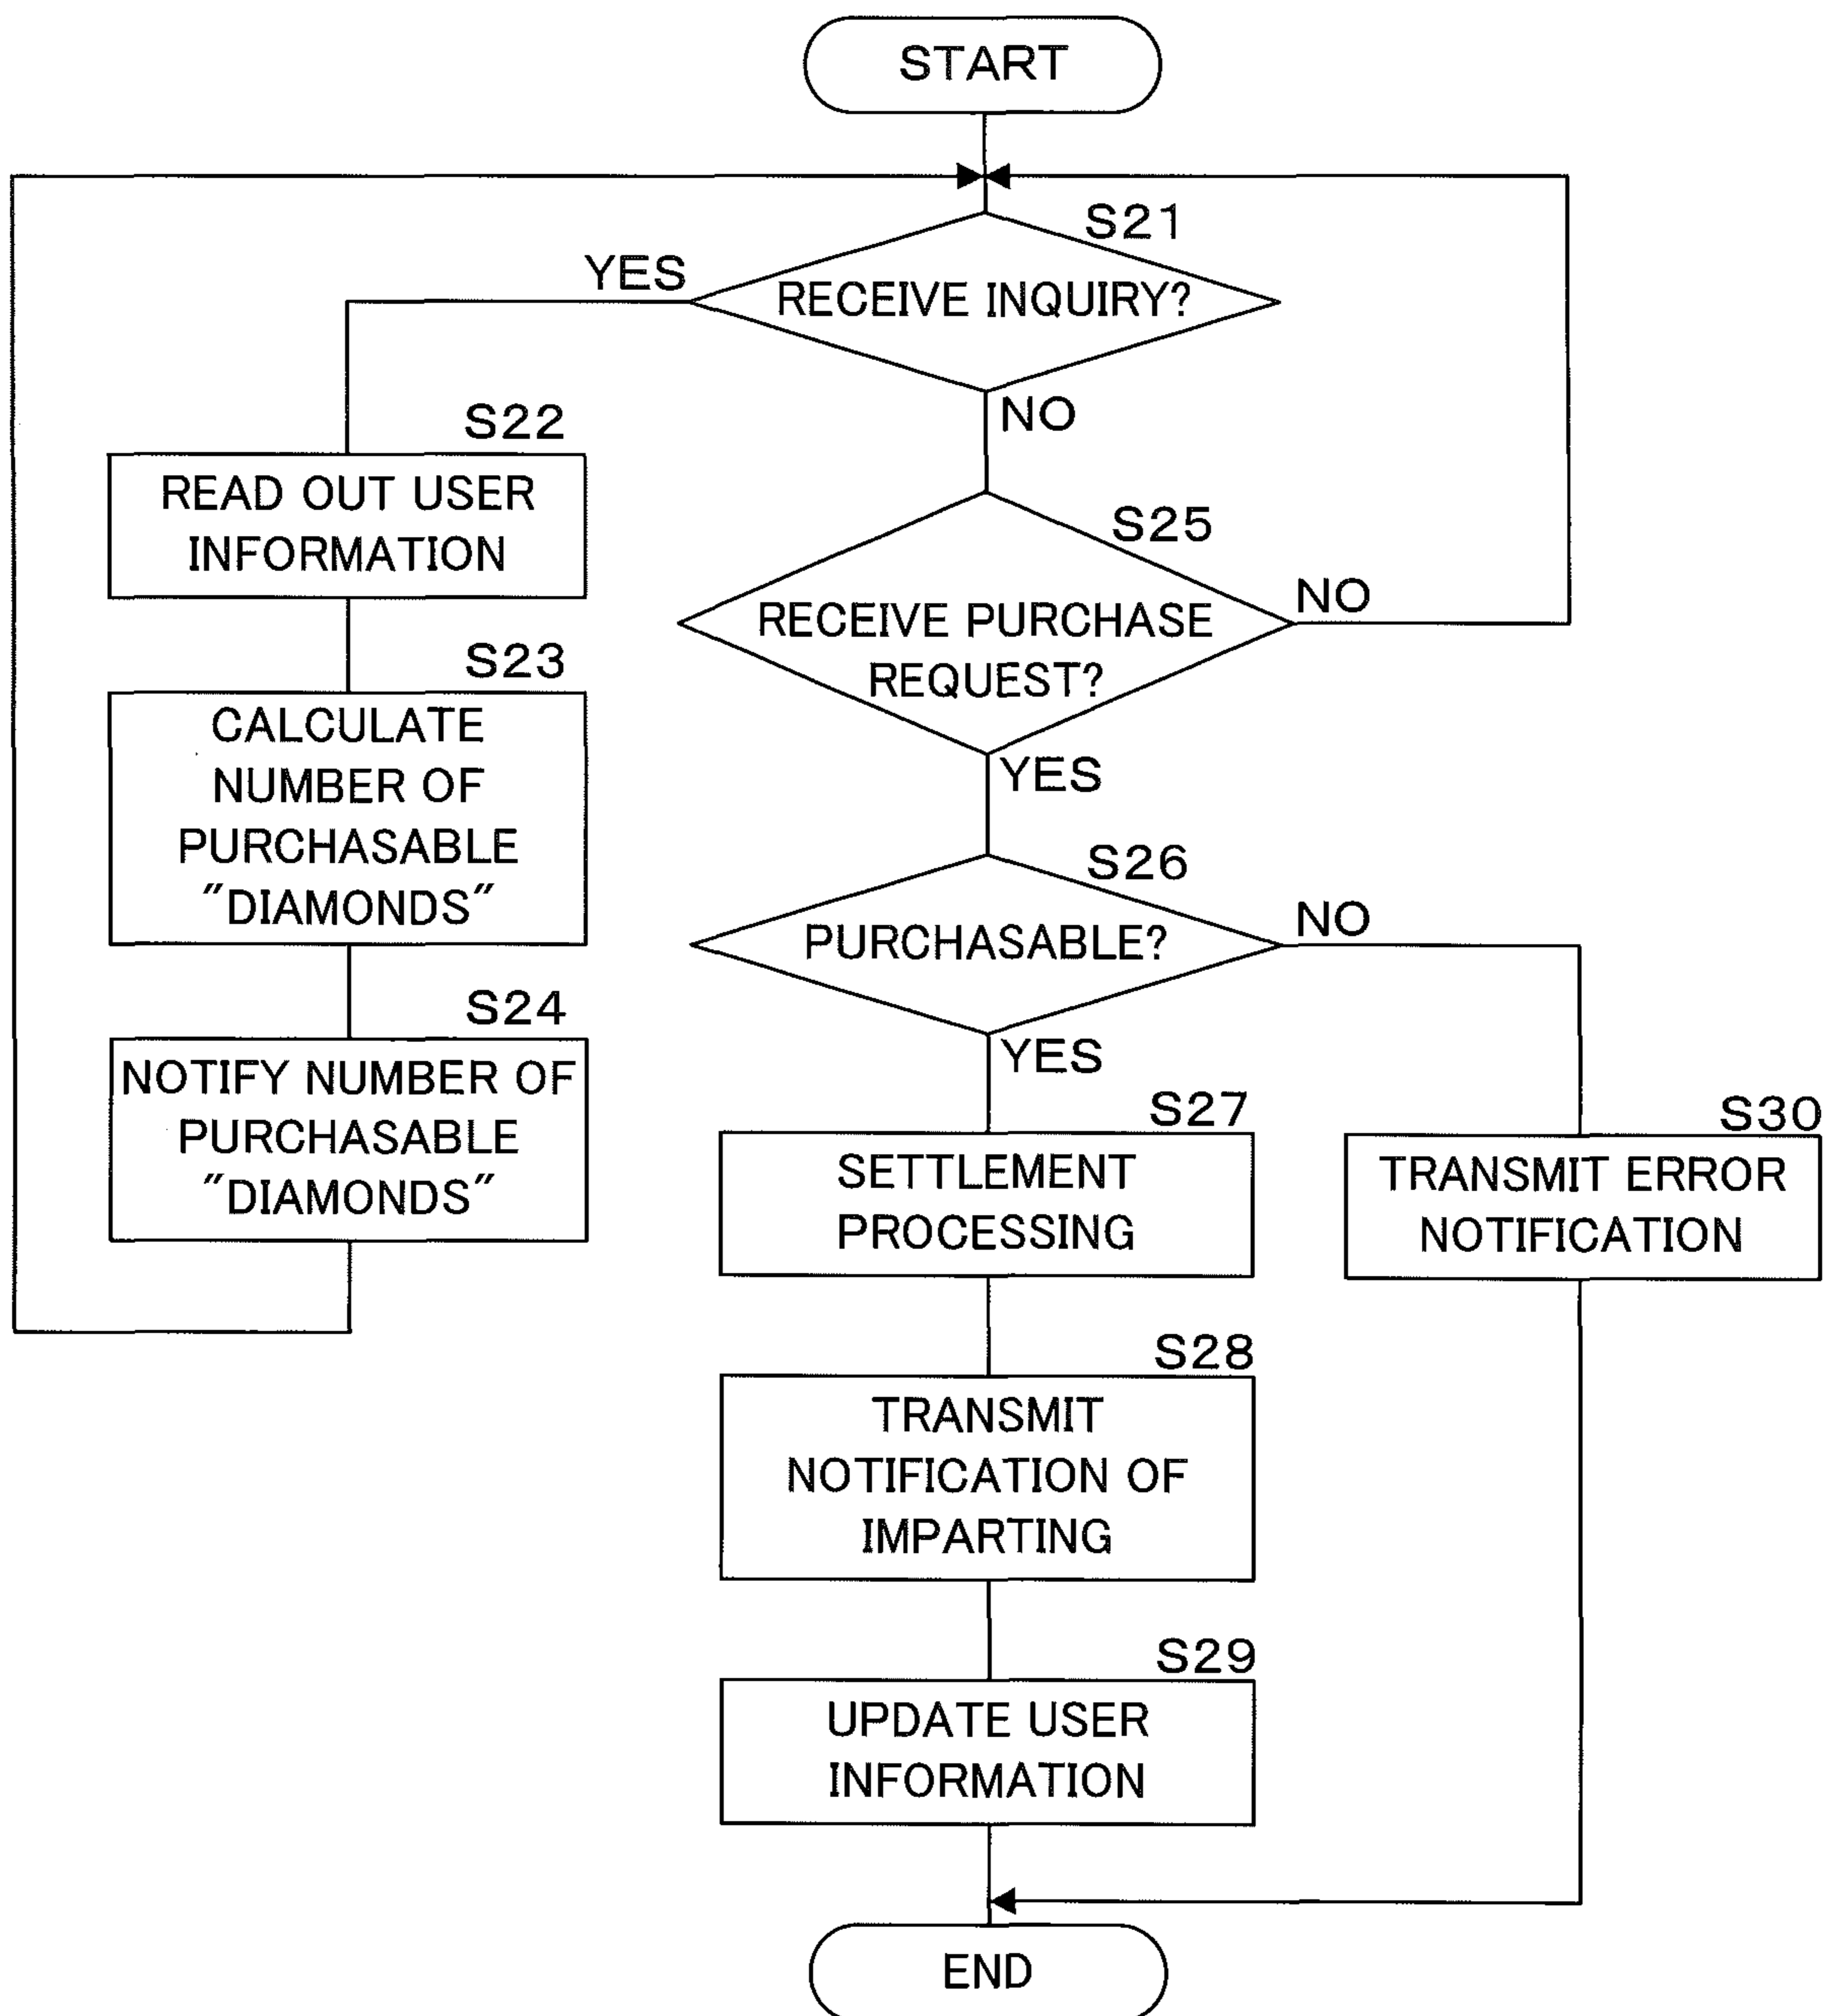 START
S21
YES
RECEIVE INQUIRY?
NO
S22
READ OUT USER
INFORMATION
S25
RECEIVE PURCHASE
REQUEST?
NO
YES
S23
CALCULATE
NUMBER OF
PURCHASABLE
"DIAMONDS"
S26
PURCHASABLE?
NO
YES
S24
NOTIFY NUMBER OF
PURCHASABLE
"DIAMONDS"
S27
SETTLEMENT
PROCESSING
S30
TRANSMIT ERROR
NOTIFICATION
S28
TRANSMIT
NOTIFICATION OF
IMPARTING
S29
UPDATE USER
INFORMATION
END